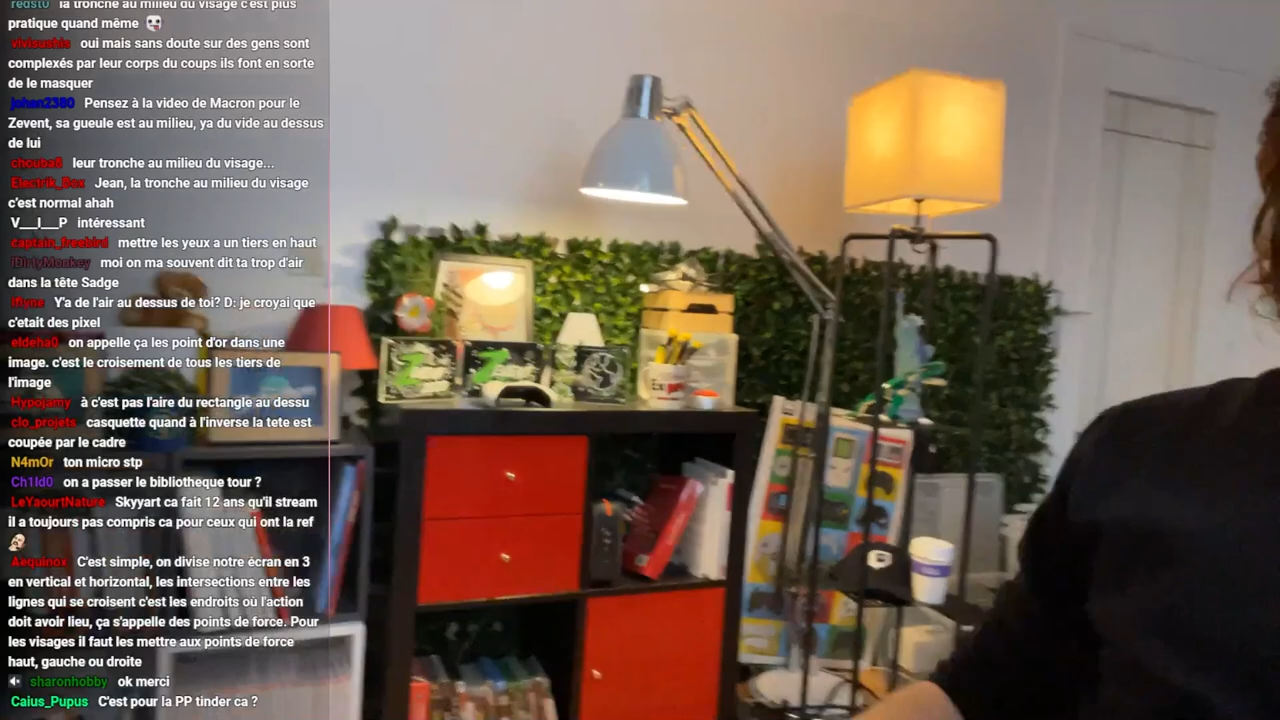 redst0 la tronche au milieu du visage c'est plus
pratique quand même
vivisushis oui mais sans doute sur des gens sont
complexés par leur corps du coups ils font en sorte
de le masquer
johan2380 Pensez à la video de Macron pour le
Zevent, sa gueule est au milieu, ya du vide au dessus
de lui
chouba8 leur tronche au milieu du visage...
Electrik_Box Jean, la tronche au milieu du visage
c'est normal ahah
V__I__P intéressant
captain_freebird mettre les yeux a un tiers en haut
IDirtyMonkey moi on ma souvent dit ta trop d'air
dans la tête Sadge
iflyne Y'a de l'air au dessus de toi? D: je croyai que
c'etait des pixel
eldeha0 on appelle ça les point d'or dans une
image. c'est le croisement de tous les tiers de
l'image
Hypojamy à c'est pas l'aire du rectangle au dessu
clo_projets casquette quand à l'inverse la tete est
coupée par le cadre
N4mOr ton micro stp
Ch1ld0 on a passer le bibliotheque tour ?
LeYaourtNature Skyyart ca fait 12 ans qu'il stream
il a toujours pas compris ca pour ceux qui ont la ref
Aequinox C'est simple, on divise notre écran en 3
en vertical et horizontal, les intersections entre les
lignes qui se croisent c'est les endroits où l'action
doit avoir lieu, ça s'appelle des points de force. Pour
les visages il faut les mettre aux points de force
haut, gauche ou droite
sharonhobby ok merci
Caius_Pupus C'est pour la PP tinder ca ?